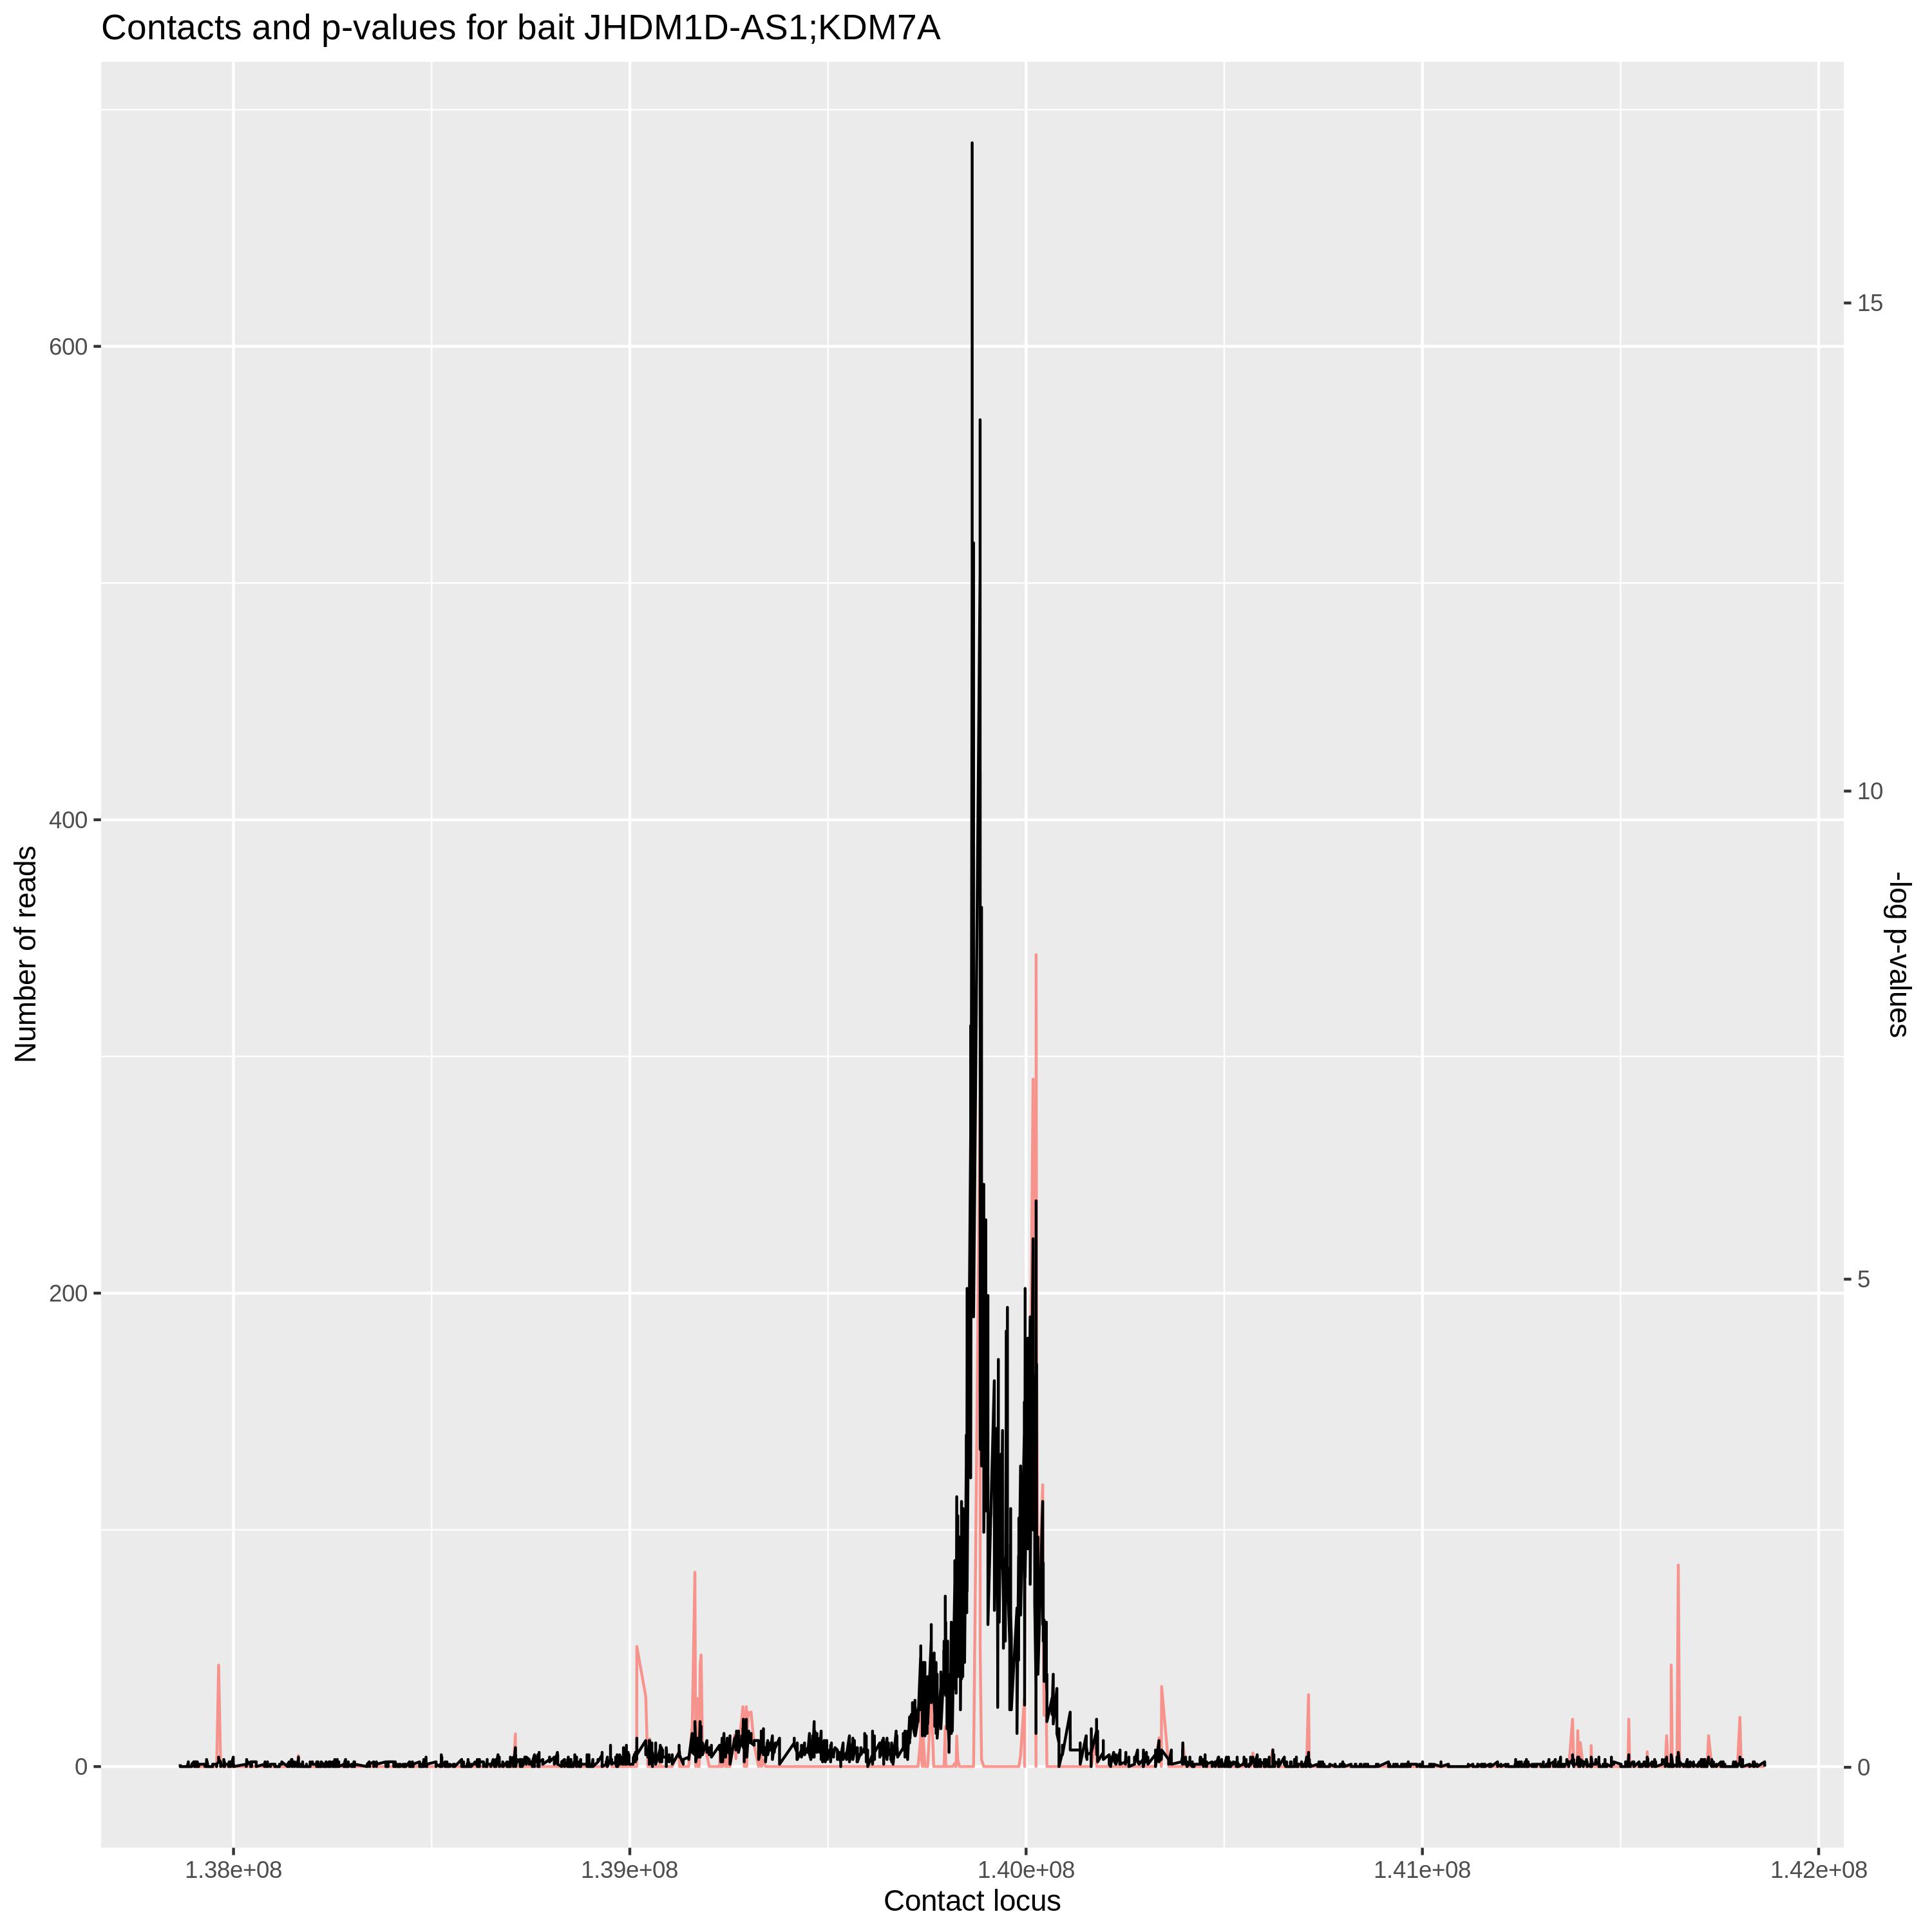 Contacts and p-values for bait JHDM1D-AS1;KDM7A
Number of reads
600
400
200
0
15
10
5
0
-log p-values
1.38e+08
1.39e+08
1.40e+08
1.41e+08
1.42e+08
Contact locus